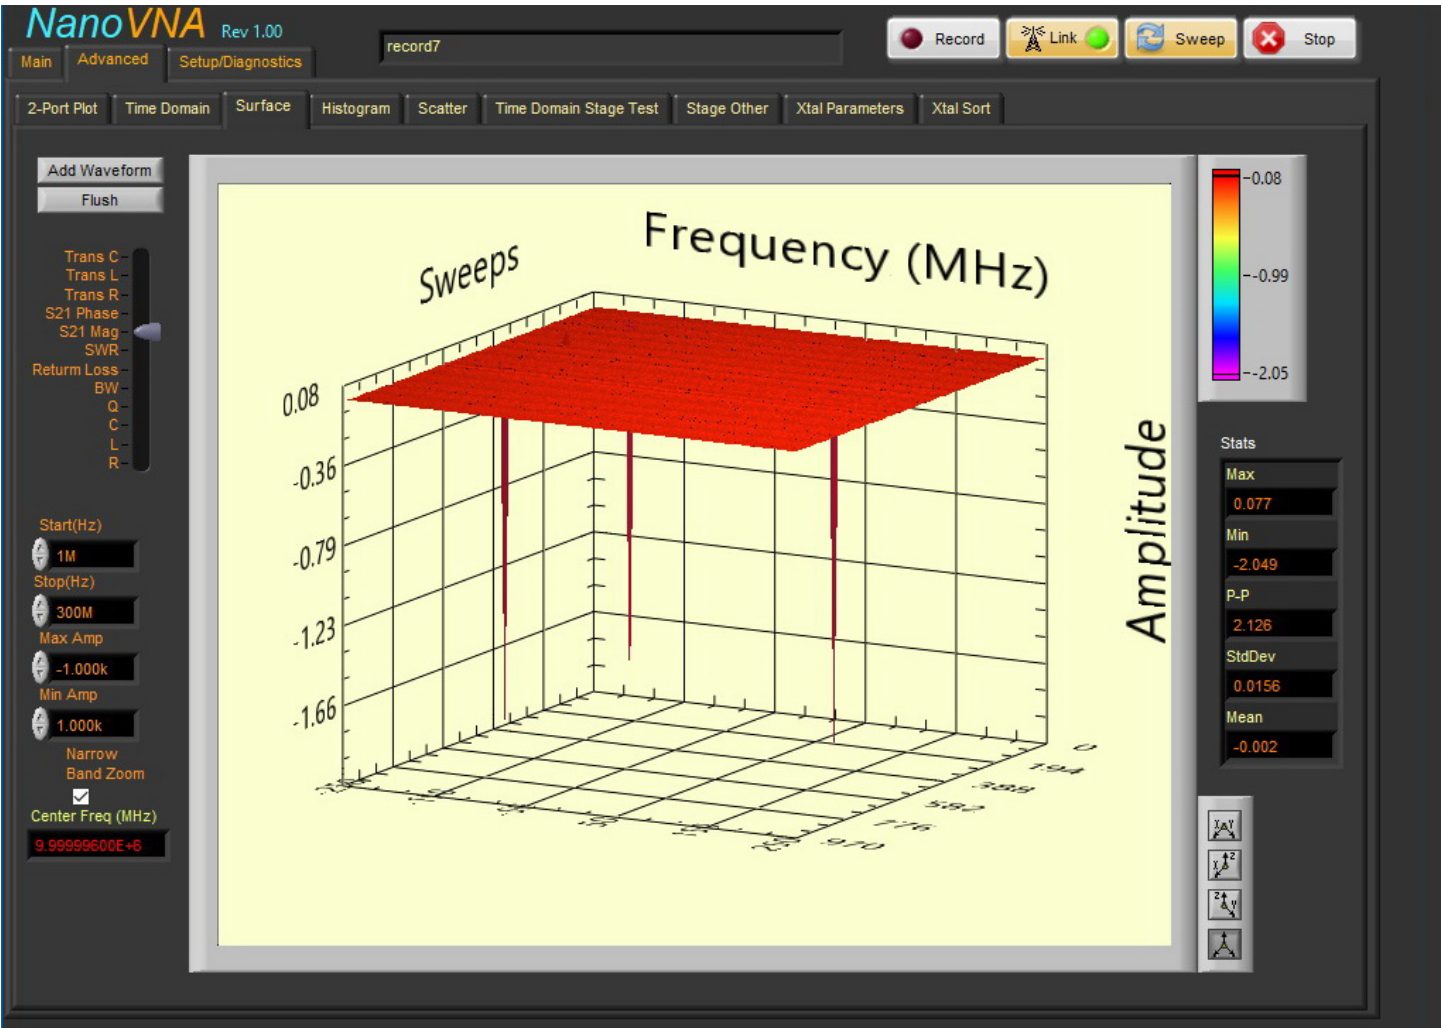 NanoVNA Rev 1.00
record7
Record
Link
Sweep
Stop
Main
Advanced
Setup/Diagnostics
2-Port Plot
Time Domain
Surface
Histogram
Scatter
Time Domain Stage Test
Stage Other
Xtal Parameters
Xtal Sort
Add Waveform
Flush
Trans C
Trans L
Trans R
S21 Phase
S21 Mag
SWR
Returm Loss
BW
Q
C
L
R
Start(Hz)
1M
Stop(Hz)
300M
Max Amp
-1.000k
Min Amp
1.000k
Narrow
Band Zoom
Center Freq (MHz)
9.99999600E+6
Sweeps
Frequency (MHz)
Amplitude
0.08
-0.36
-0.79
-1.23
-1.66
0
194
388
582
776
970
-0.08
-0.99
-2.05
Stats
Max
0.077
Min
-2.049
P-P
2.126
StdDev
0.0156
Mean
-0.002
X Y
X Z
Z Y